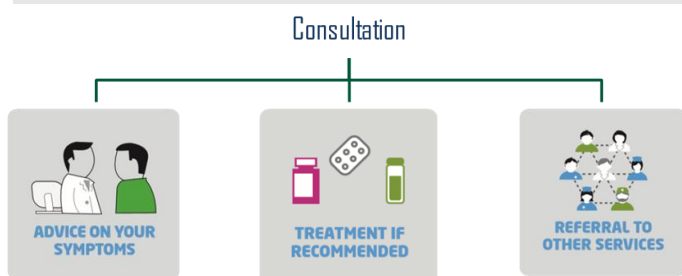 Consultation
ADVICE ON YOUR
SYMPTOMS
TREATMENT IF
RECOMMENDED
REFERRAL TO
OTHER SERVICES